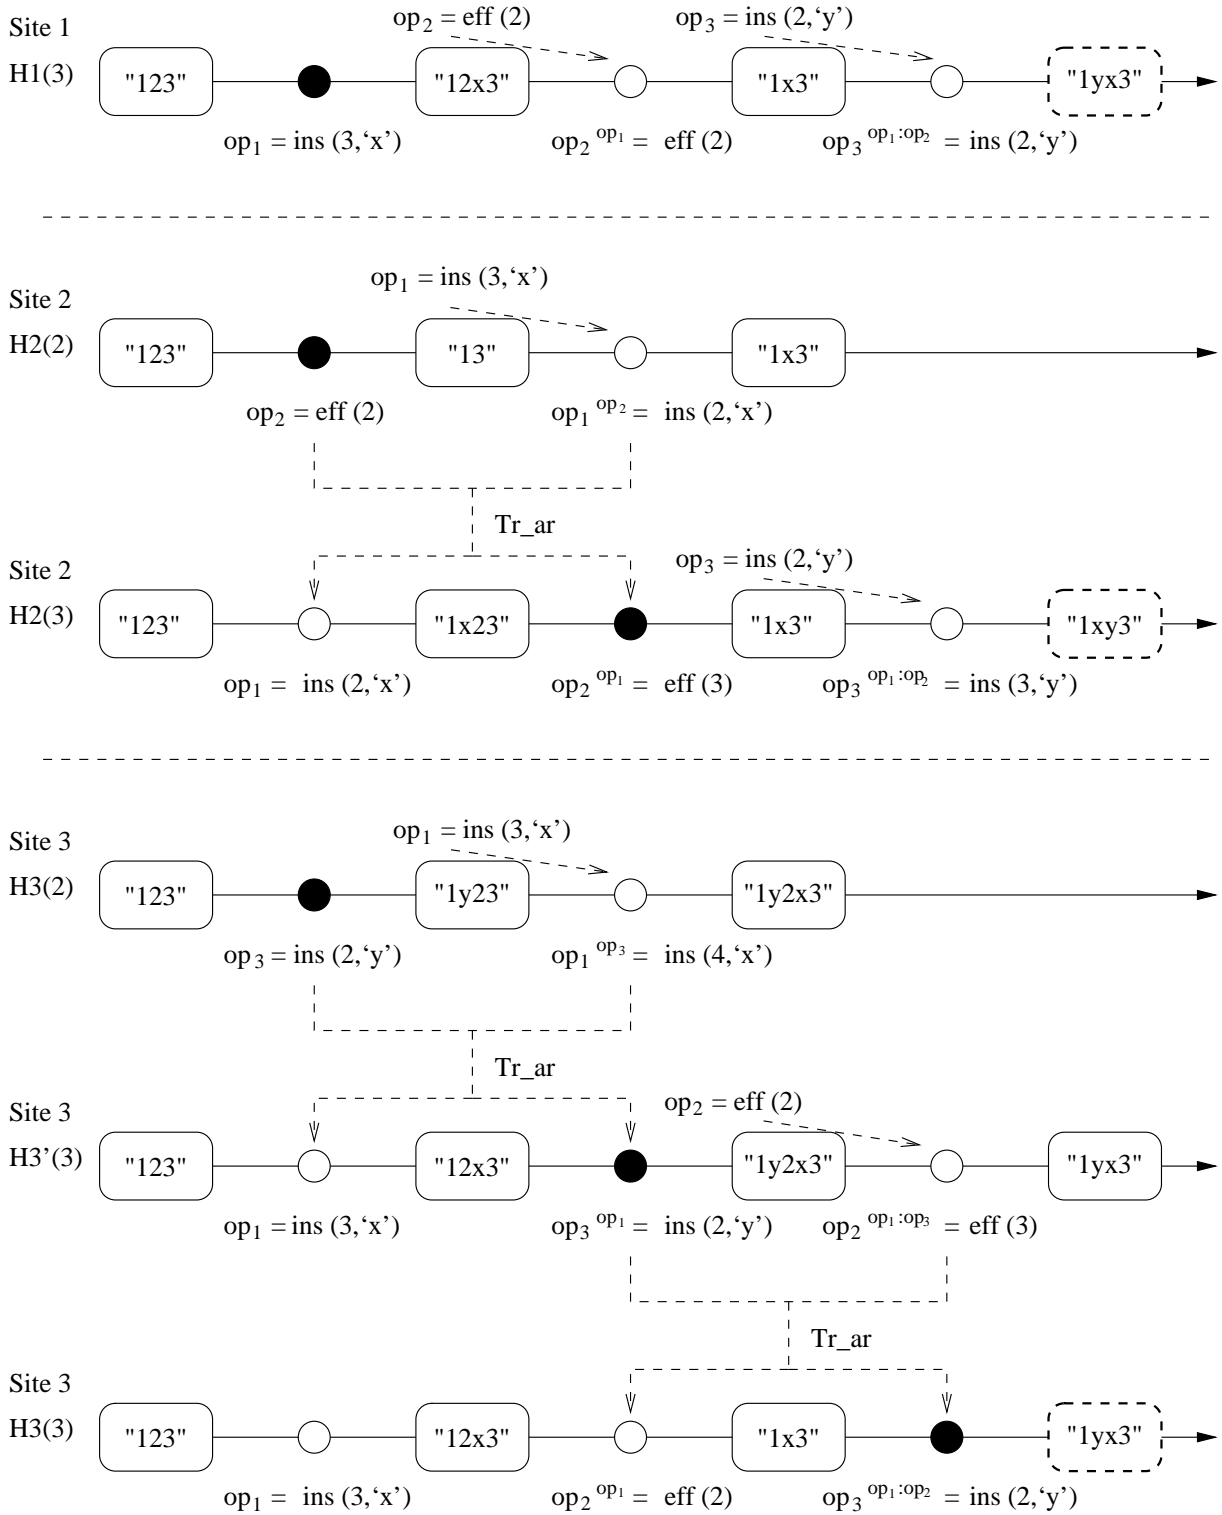 Site 1
op2 = eff (2) op3 = ins (2,‘y’)
H1(3) "123" "12x3" "1x3" "1yx3"
op1 = ins (3,‘x’) op2 op1 = eff (2) op3 op1:op2 = ins (2,‘y’)
op1 = ins (3,‘x’)
Site 2
H2(2) "123" "13" "1x3"
op2 = eff (2) op1 op2 = ins (2,‘x’)
Tr_ar
op3 = ins (2,‘y’)
Site 2
H2(3) "123" "1x23" "1x3" "1xy3"
op1 = ins (2,‘x’) op2 op1 = eff (3) op3 op1:op2 = ins (3,‘y’)
op1 = ins (3,‘x’)
Site 3
H3(2) "123" "1y23" "1y2x3"
op3 = ins (2,‘y’) op1 op3 = ins (4,‘x’)
Tr_ar
op2 = eff (2)
Site 3
H3’(3) "123" "12x3" "1y2x3" "1yx3"
op1 = ins (3,‘x’) op3 op1 = ins (2,‘y’) op2 op1:op3 = eff (3)
Tr_ar
Site 3
H3(3) "123" "12x3" "1x3" "1yx3"
op1 = ins (3,‘x’) op2 op1 = eff (2) op3 op1:op2 = ins (2,‘y’)